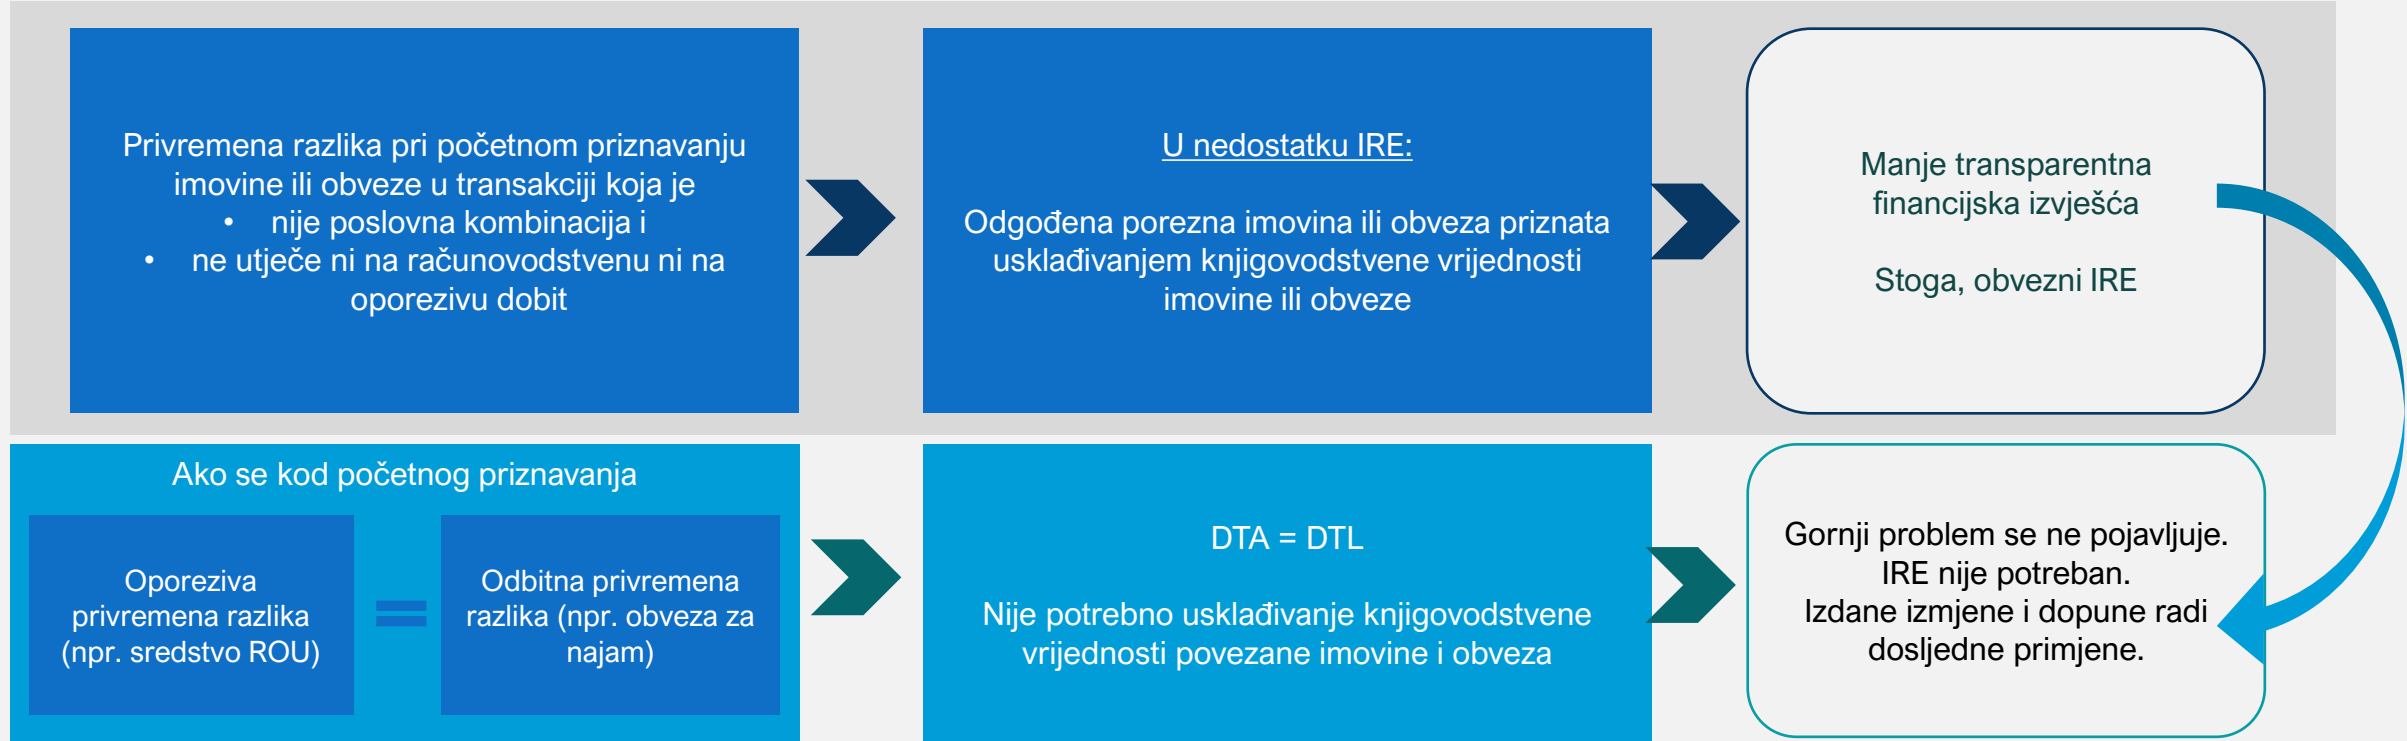 Privremena razlika pri početnom priznavanju
imovine ili obveze u transakciji koja je
• nije poslovna kombinacija i
• ne utječe ni na računovodstvenu ni na
oporezivu dobit
U nedostatku IRE:
Odgođena porezna imovina ili obveza priznata
usklađivanjem knjigovodstvene vrijednosti
imovine ili obveze
Manje transparentna
financijska izvješća
Stoga, obvezni IRE
Ako se kod početnog priznavanja
Oporeziva
privremena razlika
(npr. sredstvo ROU)
=
Odbitna privremena
razlika (npr. obveza za
najam)
DTA = DTL
Nije potrebno usklađivanje knjigovodstvene
vrijednosti povezane imovine i obveza
Gornji problem se ne pojavljuje.
IRE nije potreban.
Izdane izmjene i dopune radi
dosljedne primjene.